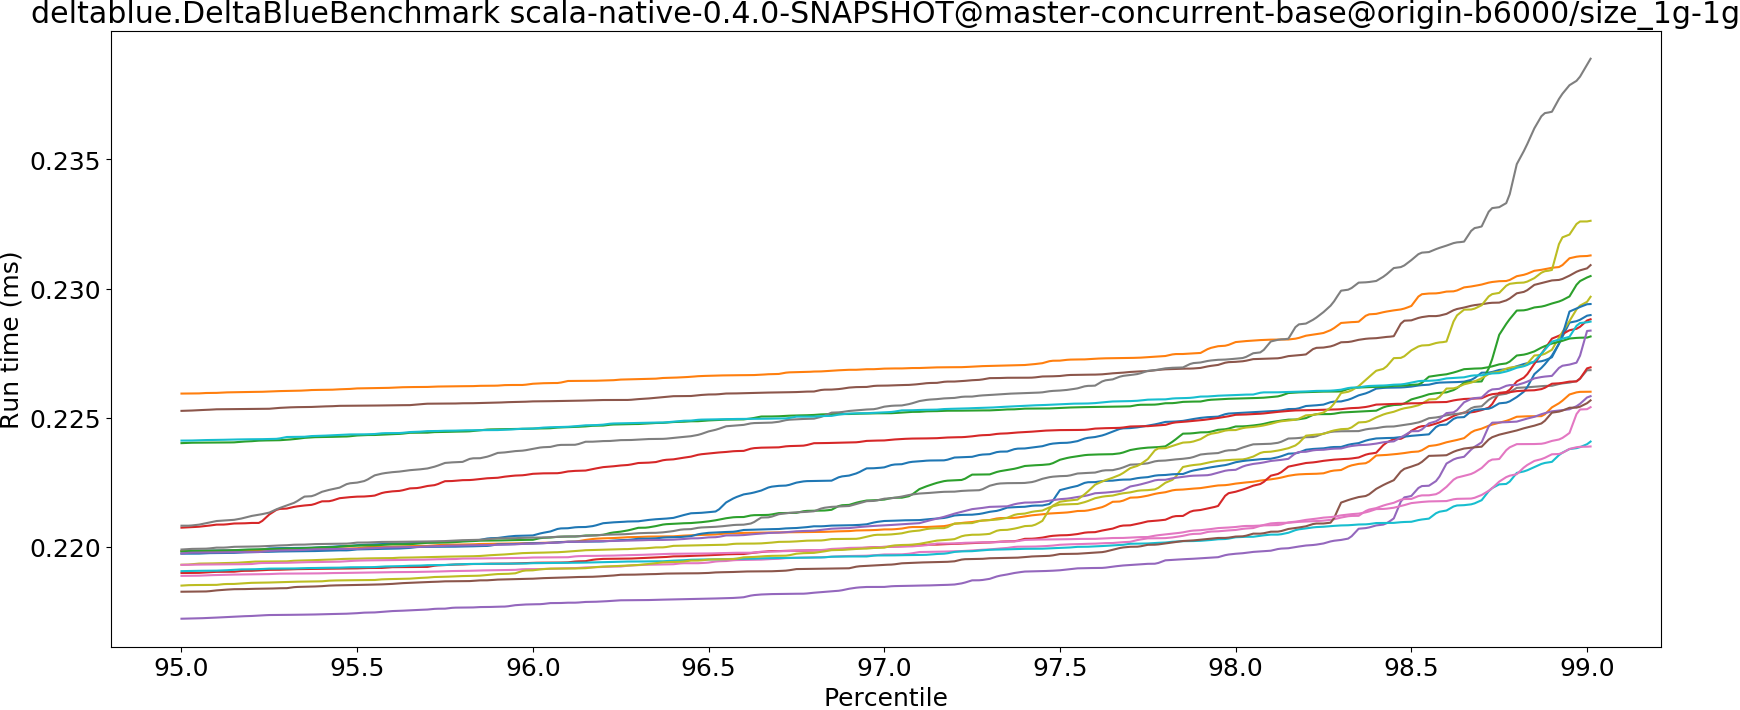 deltablue.DeltaBlueBenchmark scala-native-0.4.0-SNAPSHOT@master-concurrent-base@origin-b6000/size_1g-1g
Run time (ms)
0.235
0.230
0.225
0.220
95.0 95.5 96.0 96.5 97.0 97.5 98.0 98.5 99.0
Percentile